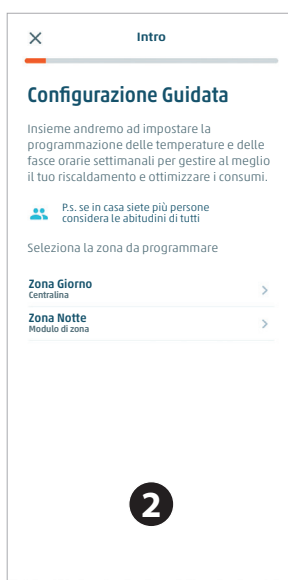 Intro
Configurazione Guidata
Insieme andremo ad impostare la
programmazione delle temperature e delle
fasce orarie settimanali per gestire al meglio
il tuo riscaldamento e ottimizzare i consumi.
P.s. se in casa siete più persone
considera le abitudini di tutti
Seleziona la zona da programmare
Zona Giorno
Centralina
Zona Notte
Modulo di zona
2